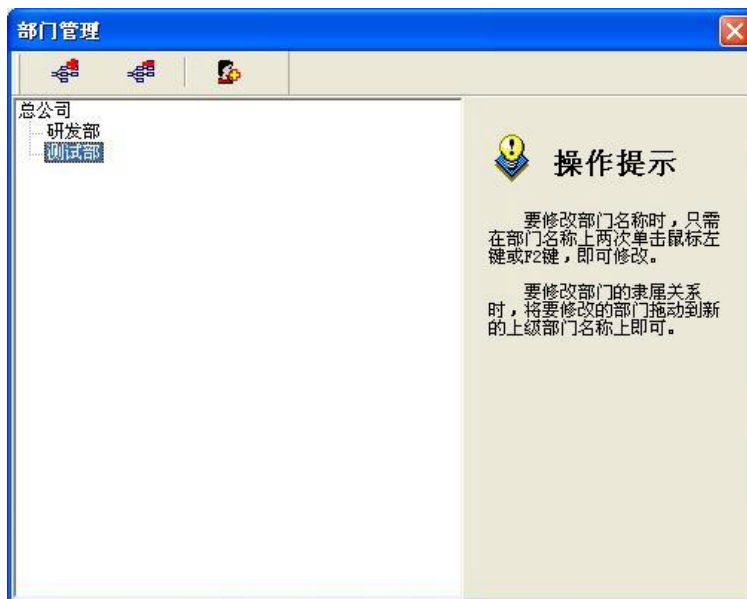 部门管理
总公司
研发部
测试部
操作提示
要修改部门名称时，只需
在部门名称上两次单击鼠标左
键或F2键，即可修改。
要修改部门的隶属关系
时，将要修改的部门拖动到新
的上级部门名称上即可。